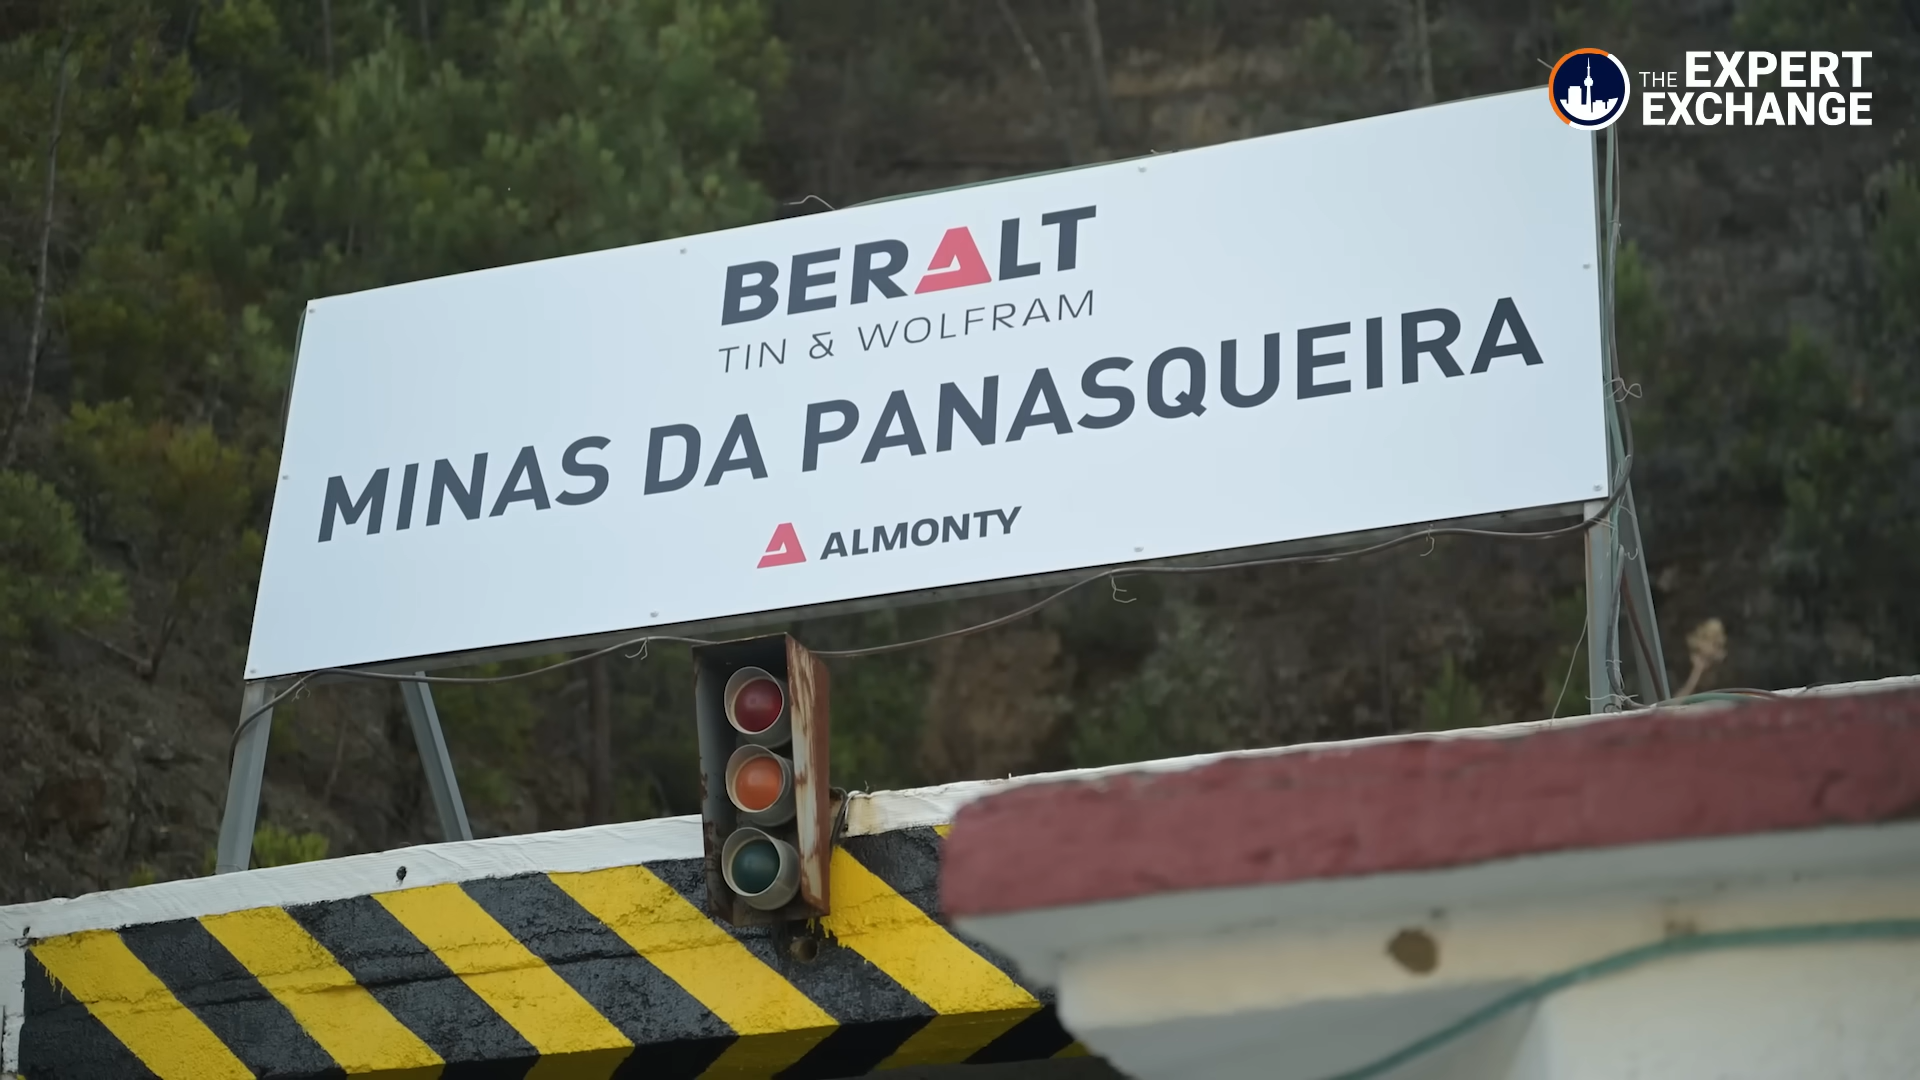 THE EXPERT
EXCHANGE
BERALT
TIN & WOLFRAM
MINAS DA PANASQUEIRA
ALMONTY